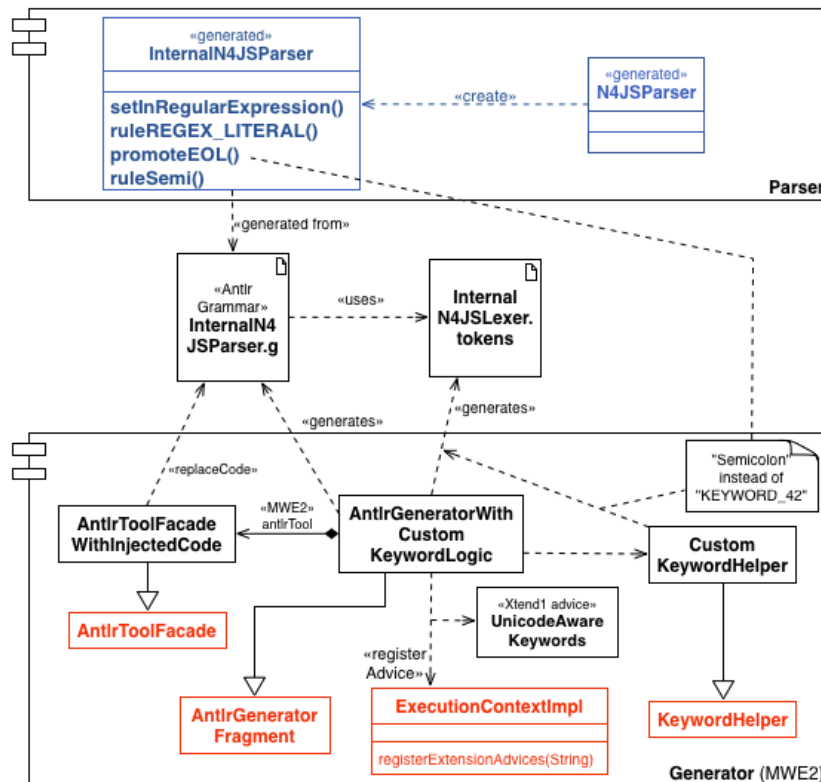 «generated»
InternalN4JSParser
setInRegularExpression()
ruleREGEX_LITERAL()
promoteEOL()
ruleSemi()
«create»
«generated»
N4JSParser
Parser
«generated from»
«Antlr
Grammar»
InternalN4
JSParser.g
«uses»
Internal
N4JSLexer.
tokens
«generates»
«generates»
«replaceCode»
"Semicolon"
instead of
"KEYWORD_42"
AntlrToolFacade
WithInjectedCode
«MWE2»
antlrTool
AntlrGeneratorWith
Custom
KeywordLogic
Custom
KeywordHelper
AntlrToolFacade
«Xtend1 advice»
UnicodeAware
Keywords
«register
Advice»
AntlrGenerator
Fragment
ExecutionContextImpl
registerExtensionAdvices(String)
KeywordHelper
Generator (MWE2)